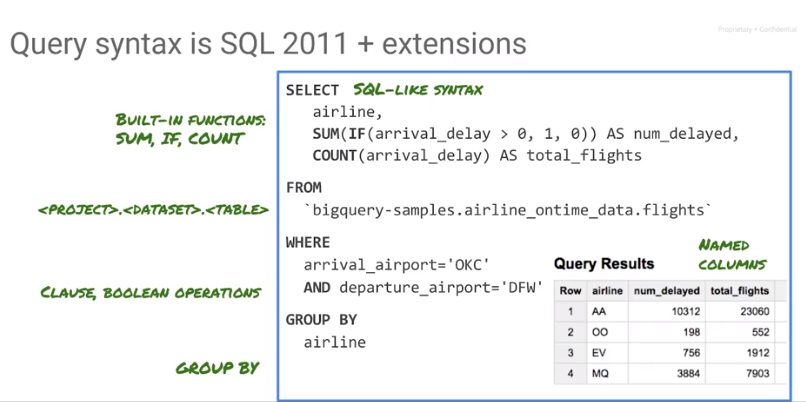 Proprietary + Confidential
Query syntax is SQL 2011 + extensions
SELECT SQL-LIKE SYNTAX
airline,
BUILT-IN FUNCTIONS:
SUM, IF, COUNT
SUM(IF(arrival_delay > 0, 1, 0)) AS num_delayed,
COUNT(arrival_delay) AS total_flights
FROM
<PROJECT>.<DATASET>.<TABLE>
`bigquery-samples.airline_ontime_data.flights`
WHERE
arrival_airport='OKC'
AND departure_airport='DFW'
CLAUSE, BOOLEAN OPERATIONS
GROUP BY
airline
GROUP BY
NAMED
COLUMNS
Query Results
Row airline num_delayed total_flights
1 AA 10312 23060
2 OO 198 552
3 EV 756 1912
4 MQ 3884 7903